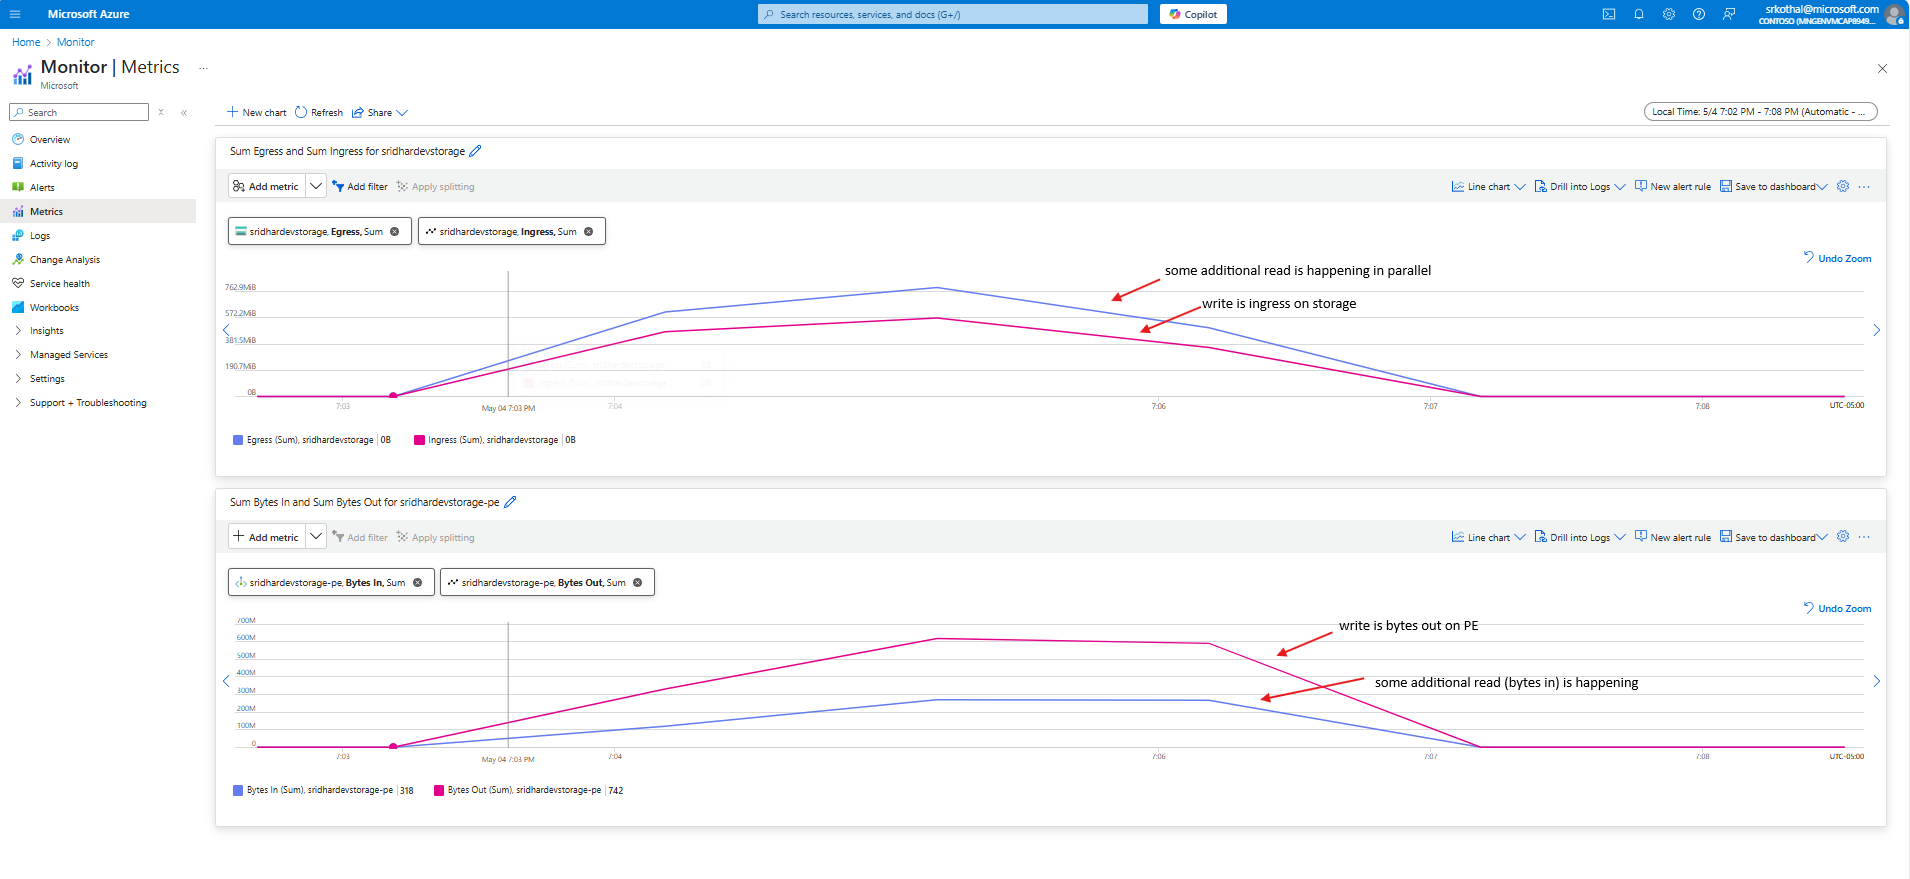 Microsoft Azure
Search resources, services, and docs (G+/)
Copilot
srkothal@microsoft.com
CONTOSO (MNGENVMCAP8949...
Home > Monitor
Monitor | Metrics ...
Microsoft
Search
Overview
Activity log
Alerts
Metrics
Logs
Change Analysis
Service health
Workbooks
Insights
Managed Services
Settings
Support + Troubleshooting
New chart Refresh Share
Local Time: 5/4 7:02 PM - 7:08 PM (Automatic - ...
Sum Egress and Sum Ingress for sridhardevstorage
Add metric Add filter Apply splitting
Line chart Drill into Logs New alert rule Save to dashboard ...
sridhardevstorage, Egress, Sum
sridhardevstorage, Ingress, Sum
Undo Zoom
some additional read is happening in parallel
write is ingress on storage
762.9MiB
572.2MiB
381.5MiB
190.7MiB
0B
7:03 May 04 7:03 PM 7:04 7:06 7:07 7:08 UTC-05:00
Egress (Sum), sridhardevstorage | 0B
Ingress (Sum), sridhardevstorage | 0B
Sum Bytes In and Sum Bytes Out for sridhardevstorage-pe
Add metric Add filter Apply splitting
Line chart Drill into Logs New alert rule Save to dashboard ...
sridhardevstorage-pe, Bytes In, Sum
sridhardevstorage-pe, Bytes Out, Sum
Undo Zoom
write is bytes out on PE
some additional read (bytes in) is happening
700M
600M
500M
400M
300M
200M
100M
0
7:03 May 04 7:03 PM 7:04 7:06 7:07 7:08 UTC-05:00
Bytes In (Sum), sridhardevstorage-pe | 318
Bytes Out (Sum), sridhardevstorage-pe | 742